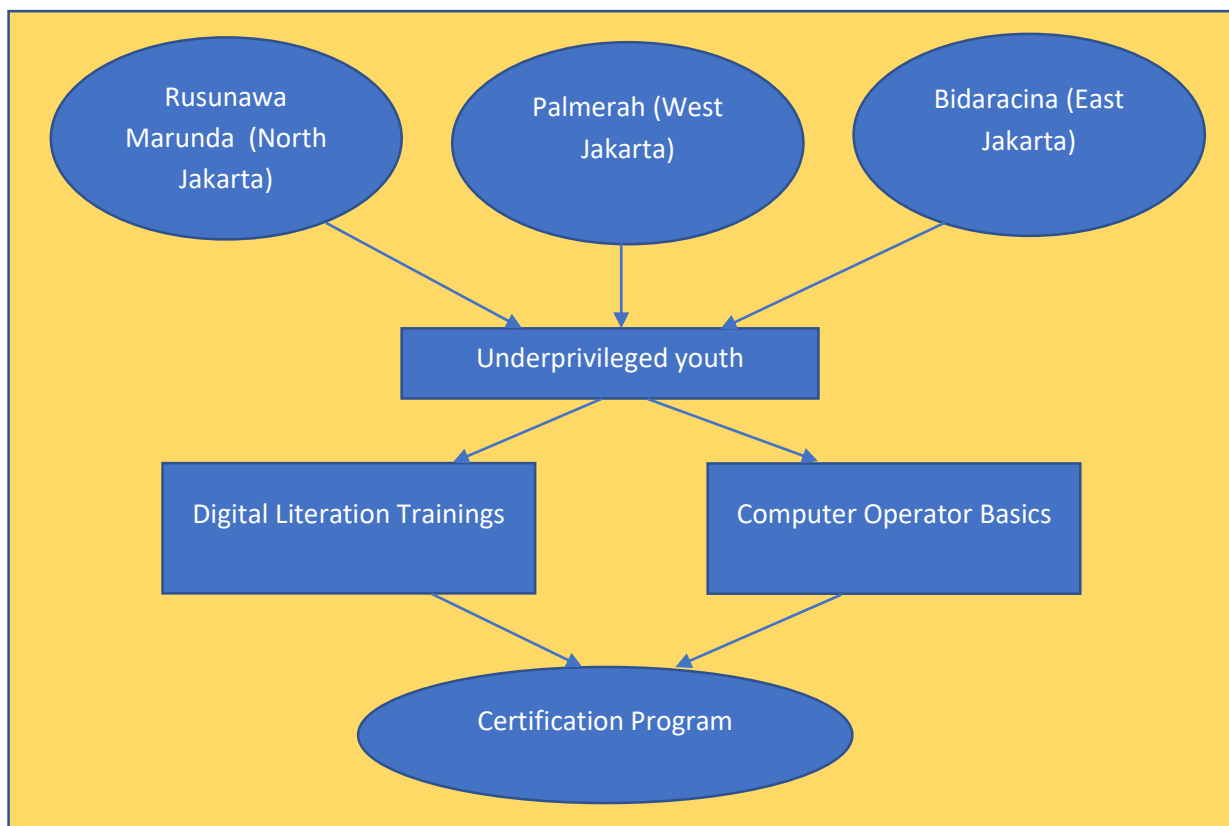 Rusunawa
Marunda (North
Jakarta)
Palmerah (West
Jakarta)
Bidaracina (East
Jakarta)
Underprivileged youth
Digital Literation Trainings
Computer Operator Basics
Certification Program